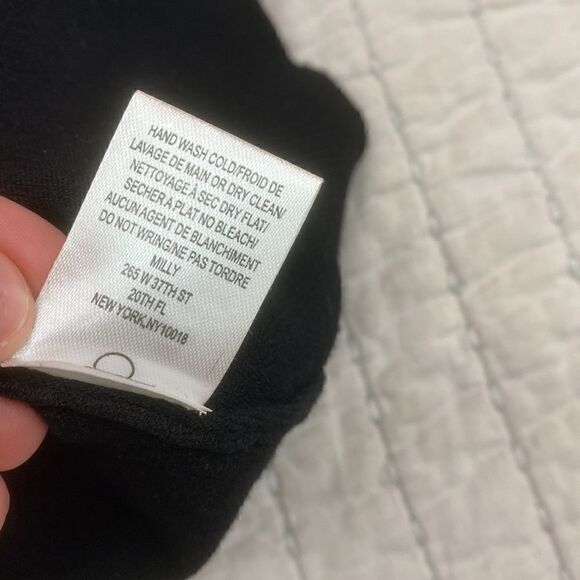 HAND WASH COLD/FROID DE
LAVAGE DE MAIN OR DRY CLEAN/
NETTOYAGE À SEC DRY FLAT/
SECHER À PLAT NO BLEACH/
AUCUN AGENT DE BLANCHIMENT
DO NOT WRING/NE PAS TORDRE
MILLY
265 W 37TH ST
20TH FL
NEW YORK,NY10018